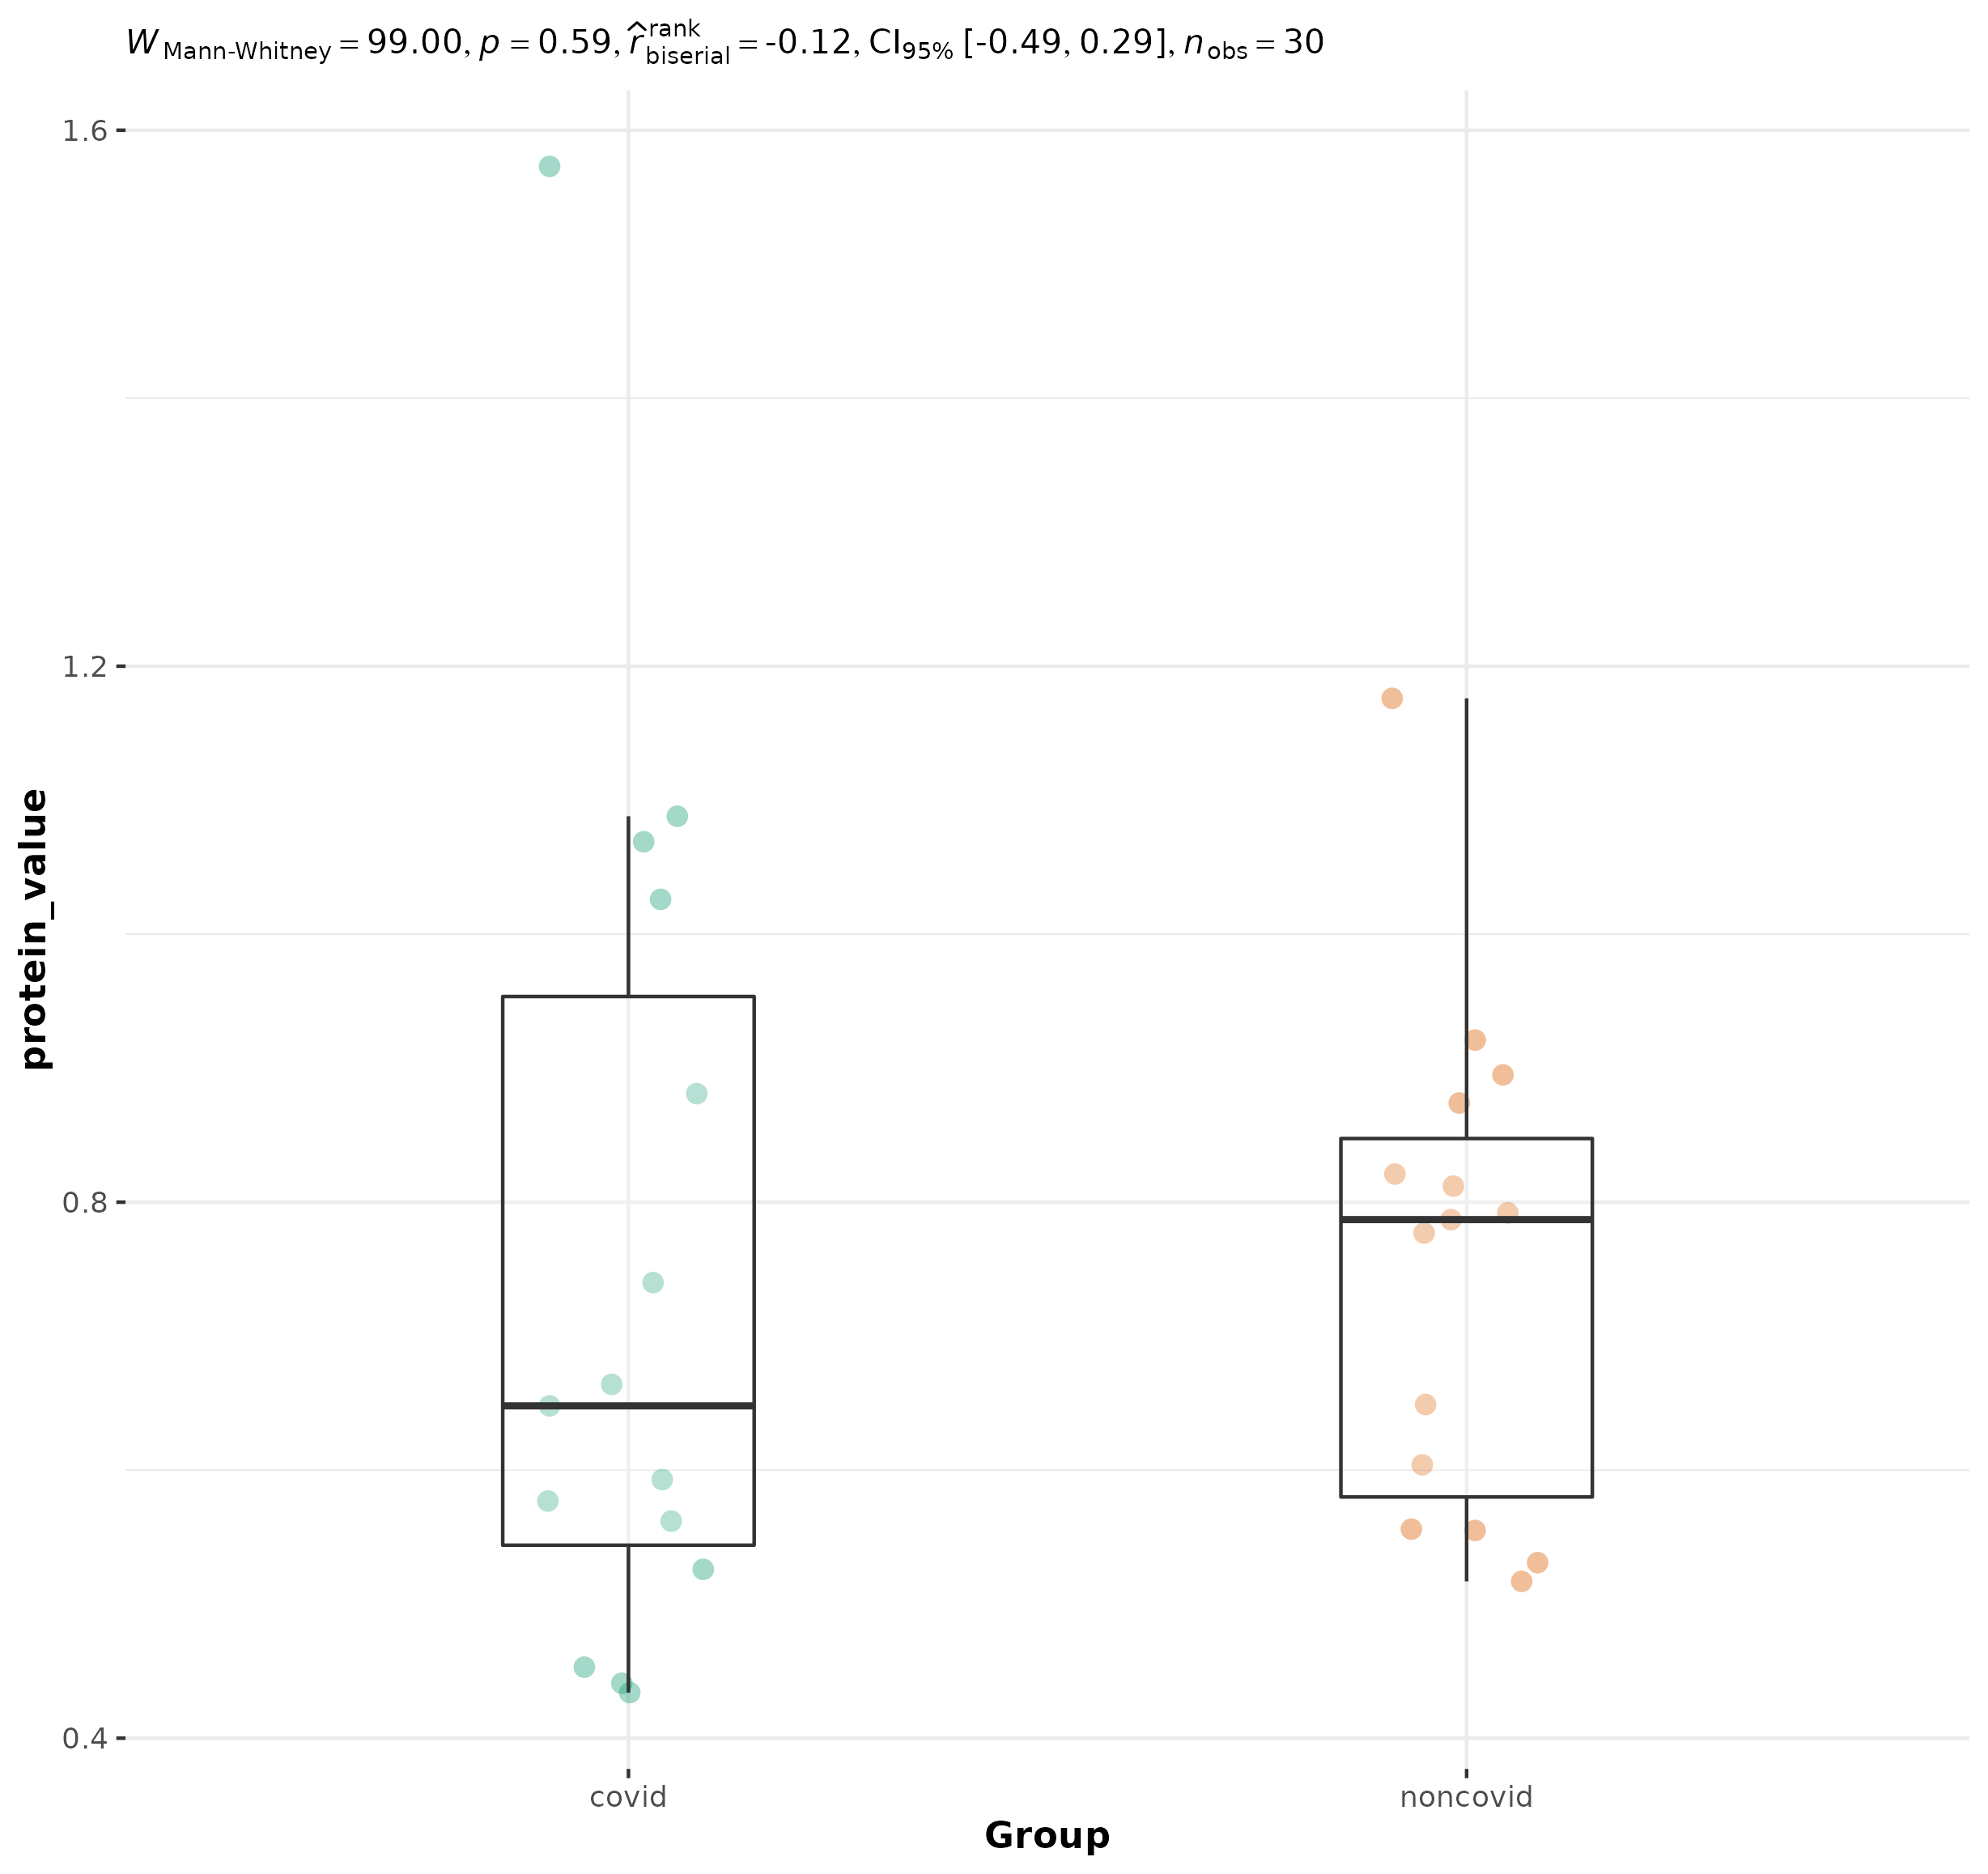 W Mann-Whitney = 99.00, p = 0.59, r̂ rank biserial = -0.12, CI95% [-0.49, 0.29], nobs = 30
1.6
1.2
0.8
0.4
protein_value
covid noncovid
Group